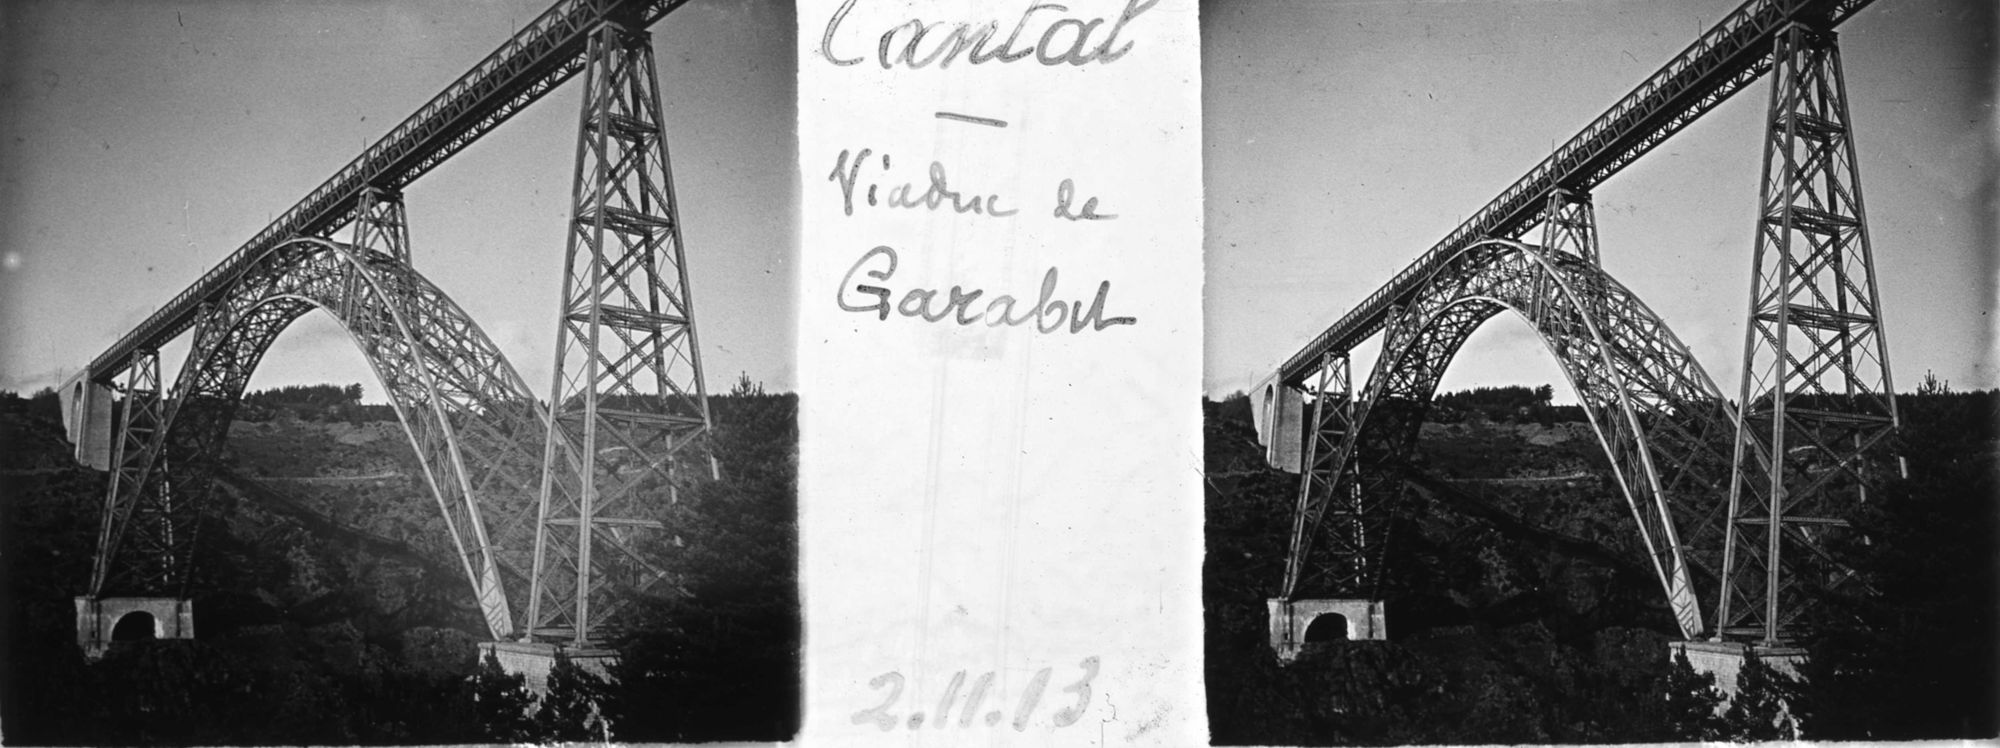 Cantal
—
Viaduc de
Garabit
2.11.13